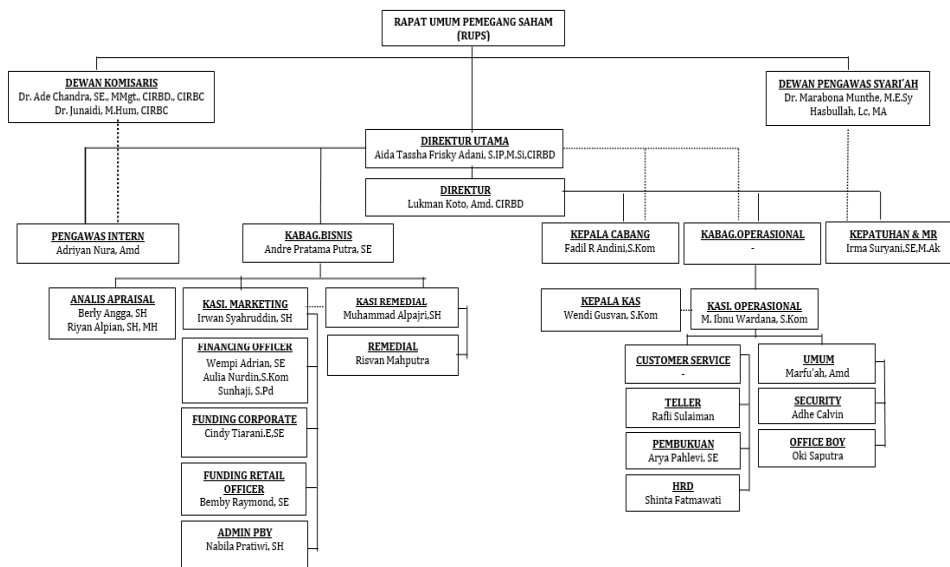 RAPAT UMUM PEMEGANG SAHAM
(RUPS)
DEWAN KOMISARIS
Dr. Ade Chandra, SE., MMgt., CIRBD., CIRBC
Dr. Junaidi, M.Hum, CIRBC
DEWAN PENGAWAS SYARI'AH
Dr. Marabona Munthe, M.E.Sy
Hasbullah, Lc, MA
DIREKTUR UTAMA
Aida Tassha Frisky Adani, S.IP,M.Si,CIRBD
DIREKTUR
Lukman Koto, Amd. CIRBD
PENGAWAS INTERN
Adriyan Nura, Amd
KABAG.BISNIS
Andre Pratama Putra, SE
KEPALA CABANG
Fadil R Andini,S.Kom
KABAG.OPERASIONAL
-
KEPATUHAN & MR
Irma Suryani,SE,M.Ak
ANALIS APRAISAL
Berly Angga, SH
Riyan Alpian, SH, MH
KASI. MARKETING
Irwan Syahruddin, SH
KASI REMEDIAL
Muhammad Alpajri,SH
REMEDIAL
Risvan Mahputra
FINANCING OFFICER
Wempi Adrian, SE
Aulia Nurdin,S.Kom
Sunhaji, S.Pd
FUNDING CORPORATE
Cindy Tiarani.E,SE
FUNDING RETAIL
OFFICER
Bemby Raymond, SE
ADMIN PBY
Nabila Pratiwi, SH
KEPALA KAS
Wendi Gusvan, S.Kom
KASI. OPERASIONAL
M. Ibnu Wardana, S.Kom
CUSTOMER SERVICE
-
TELLER
Rafli Sulaiman
PEMBUKUAN
Arya Pahlevi, SE
HRD
Shinta Fatmawati
UMUM
Marfu'ah, Amd
SECURITY
Adhe Calvin
OFFICE BOY
Oki Saputra